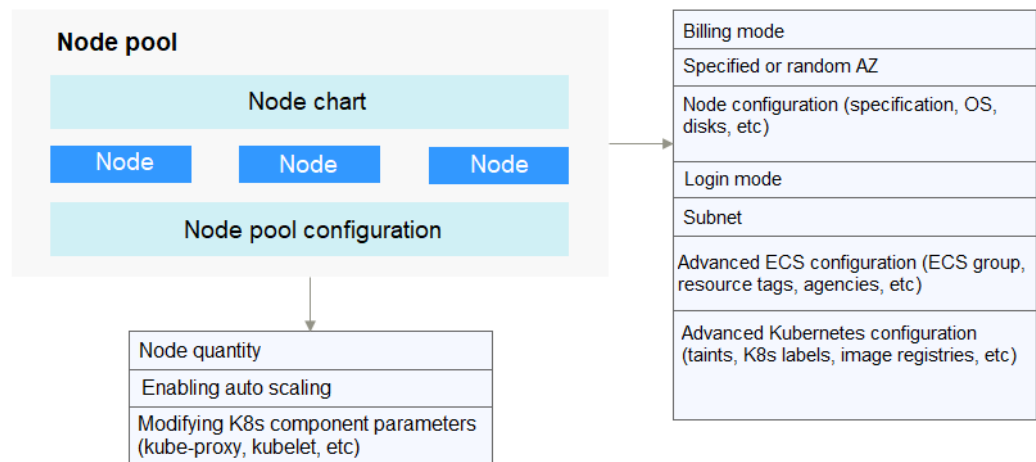 Node pool
Node chart
Node Node Node
Node pool configuration
Billing mode
Specified or random AZ
Node configuration (specification, OS,
disks, etc)
Login mode
Subnet
Advanced ECS configuration (ECS group,
resource tags, agencies, etc)
Advanced Kubernetes configuration
(taints, K8s labels, image registries, etc)
Node quantity
Enabling auto scaling
Modifying K8s component parameters
(kube-proxy, kubelet, etc)